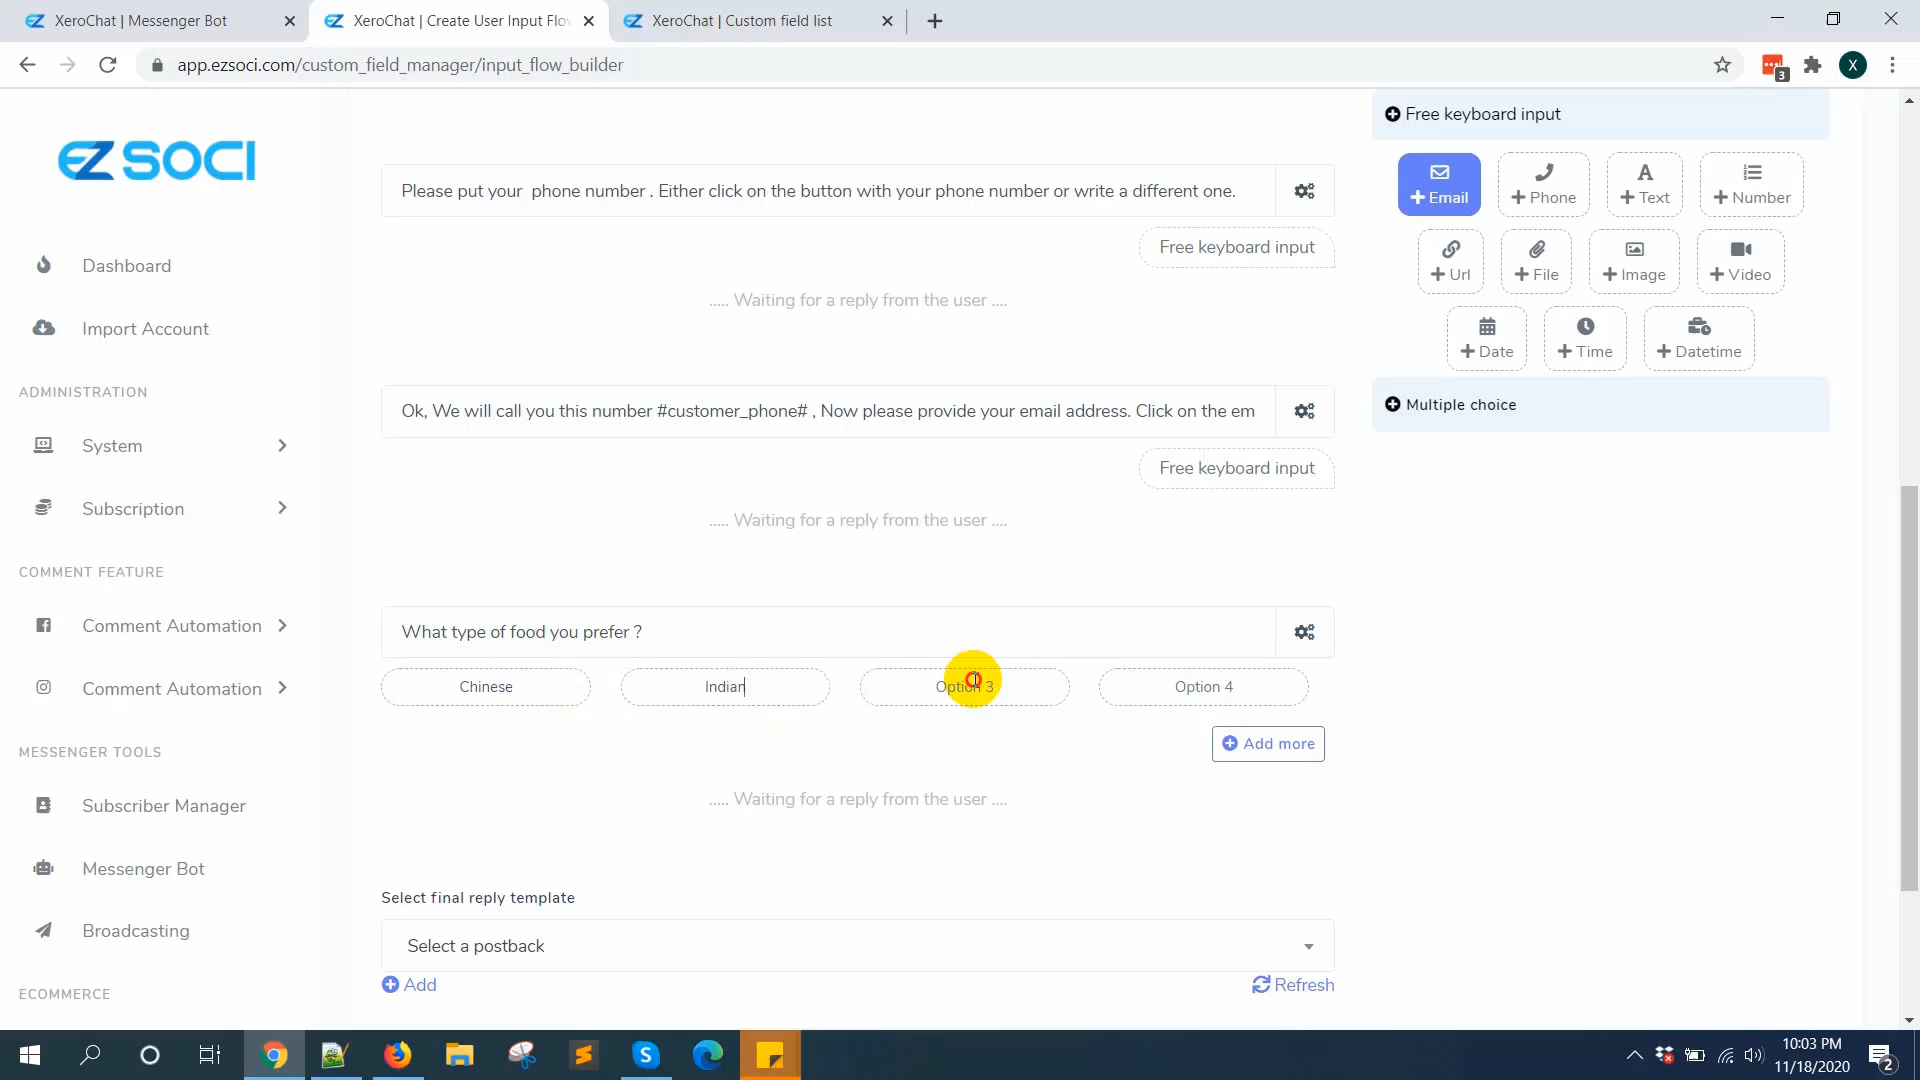 XeroChat | Messenger Bot
XeroChat | Create User Input Flo
XeroChat | Custom field list
app.ezsoci.com/custom_field_manager/input_flow_builder
3
X
EZ SOCI
Dashboard
Import Account
ADMINISTRATION
System
Subscription
COMMENT FEATURE
Comment Automation
Comment Automation
MESSENGER TOOLS
Subscriber Manager
Messenger Bot
Broadcasting
ECOMMERCE
Please put your phone number . Either click on the button with your phone number or write a different one.
Free keyboard input
..... Waiting for a reply from the user ....
Ok, We will call you this number #customer_phone# , Now please provide your email address. Click on the em
Free keyboard input
..... Waiting for a reply from the user ....
What type of food you prefer ?
Chinese
Indian
Option 3
Option 4
Add more
..... Waiting for a reply from the user ....
Select final reply template
Select a postback
Add
Refresh
Free keyboard input
Email
Phone
Text
Number
Url
File
Image
Video
Date
Time
Datetime
Multiple choice
10:03 PM
11/18/2020
2